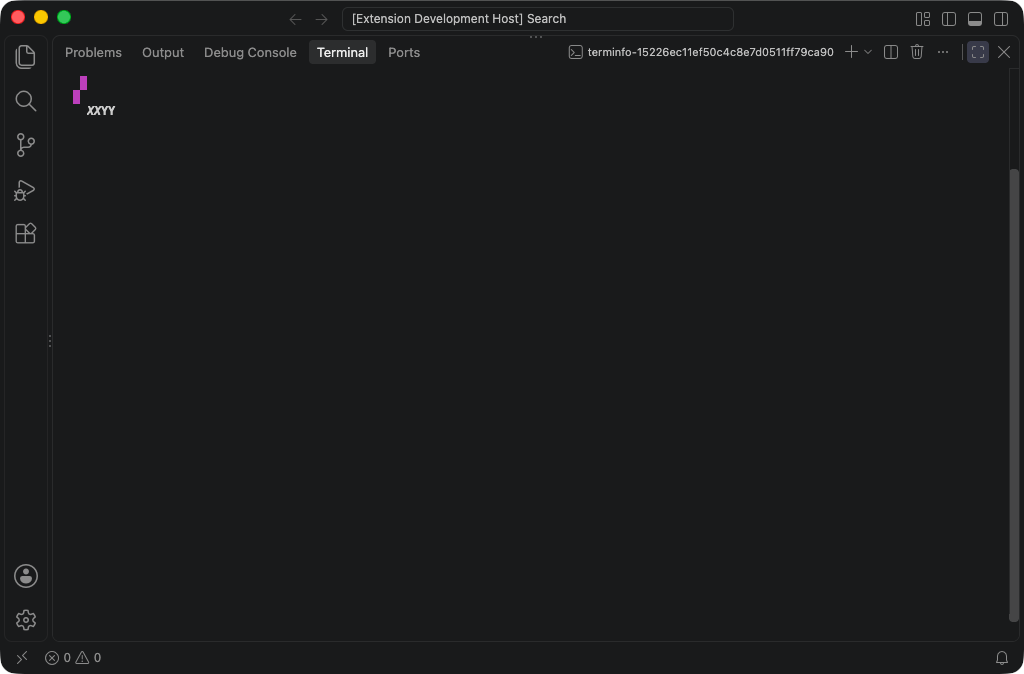 [Extension Development Host] Search
Problems Output Debug Console Terminal Ports
terminfo-15226ec11ef50c4c8e7d0511ff79ca90
XXYY
0 0